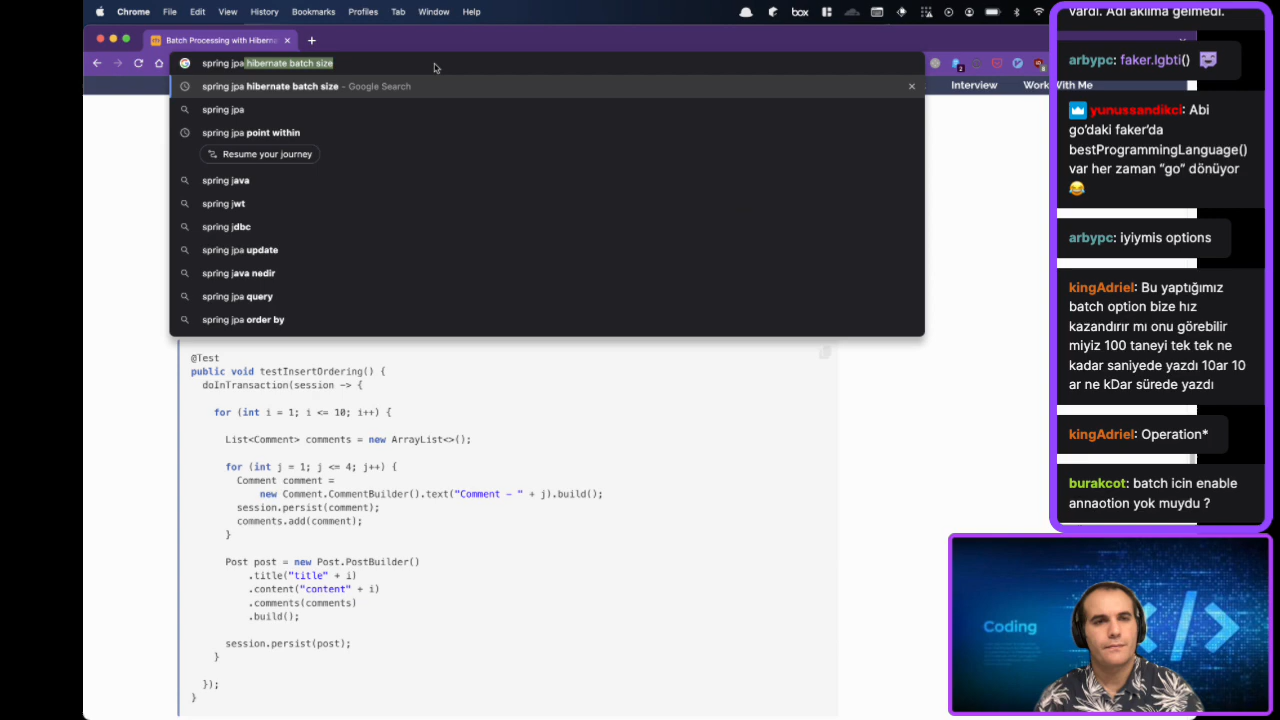 Chrome File Edit View History Bookmarks Profiles Tab Window Help
box
Batch Processing with Hibern
spring jpa hibernate batch size
spring jpa hibernate batch size - Google Search
spring jpa
spring jpa point within
Resume your journey
spring java
spring jwt
spring jdbc
spring jpa update
spring java nedir
spring jpa query
spring jpa order by
Interview Work With Me
@Test
public void testInsertOrdering() {
doInTransaction(session -> {
for (int i = 1; i <= 10; i++) {
List<Comment> comments = new ArrayList<>();
for (int j = 1; j <= 4; j++) {
Comment comment =
new Comment.CommentBuilder().text("Comment - " + j).build();
session.persist(comment);
comments.add(comment);
}
Post post = new Post.PostBuilder()
.title("title" + i)
.content("content" + i)
.comments(comments)
.build();
session.persist(post);
}
});
}
vardı. Adı aklıma gelmedi.
arbypc: faker.lgbti()
yunussandikci: Abi
go'daki faker'da
bestProgrammingLanguage()
var her zaman "go" dönüyor
😂
arbypc: iyiymis options
kingAdriel: Bu yaptığımız
batch option bize hız
kazandırır mı onu görebilir
miyiz 100 taneyi tek tek ne
kadar saniyede yazdı 10ar 10
ar ne kDar sürede yazdı
kingAdriel: Operation*
burakcot: batch icin enable
annaotion yok muydu ?
Coding